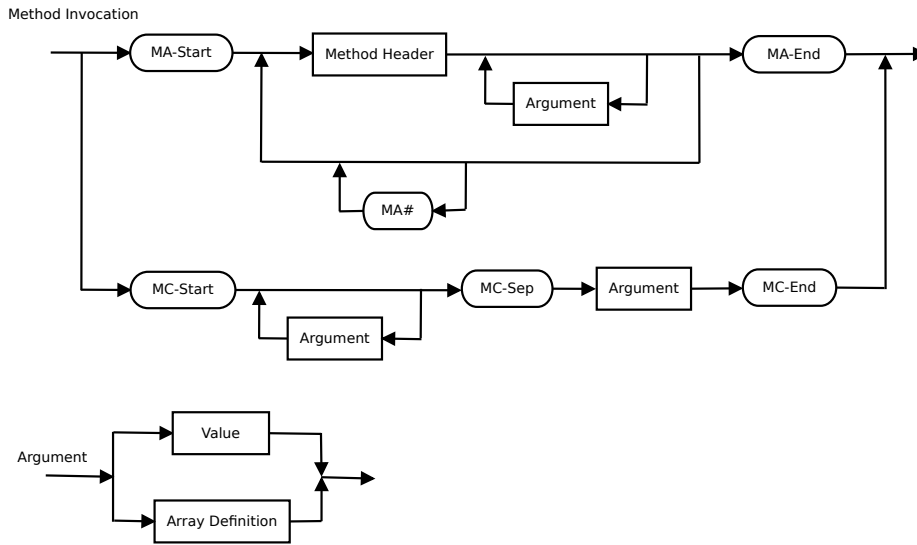 Method Invocation
MA-Start
Method Header
MA-End
Argument
MA#
MC-Start
MC-Sep
Argument
MC-End
Argument
Value
Argument
Array Definition